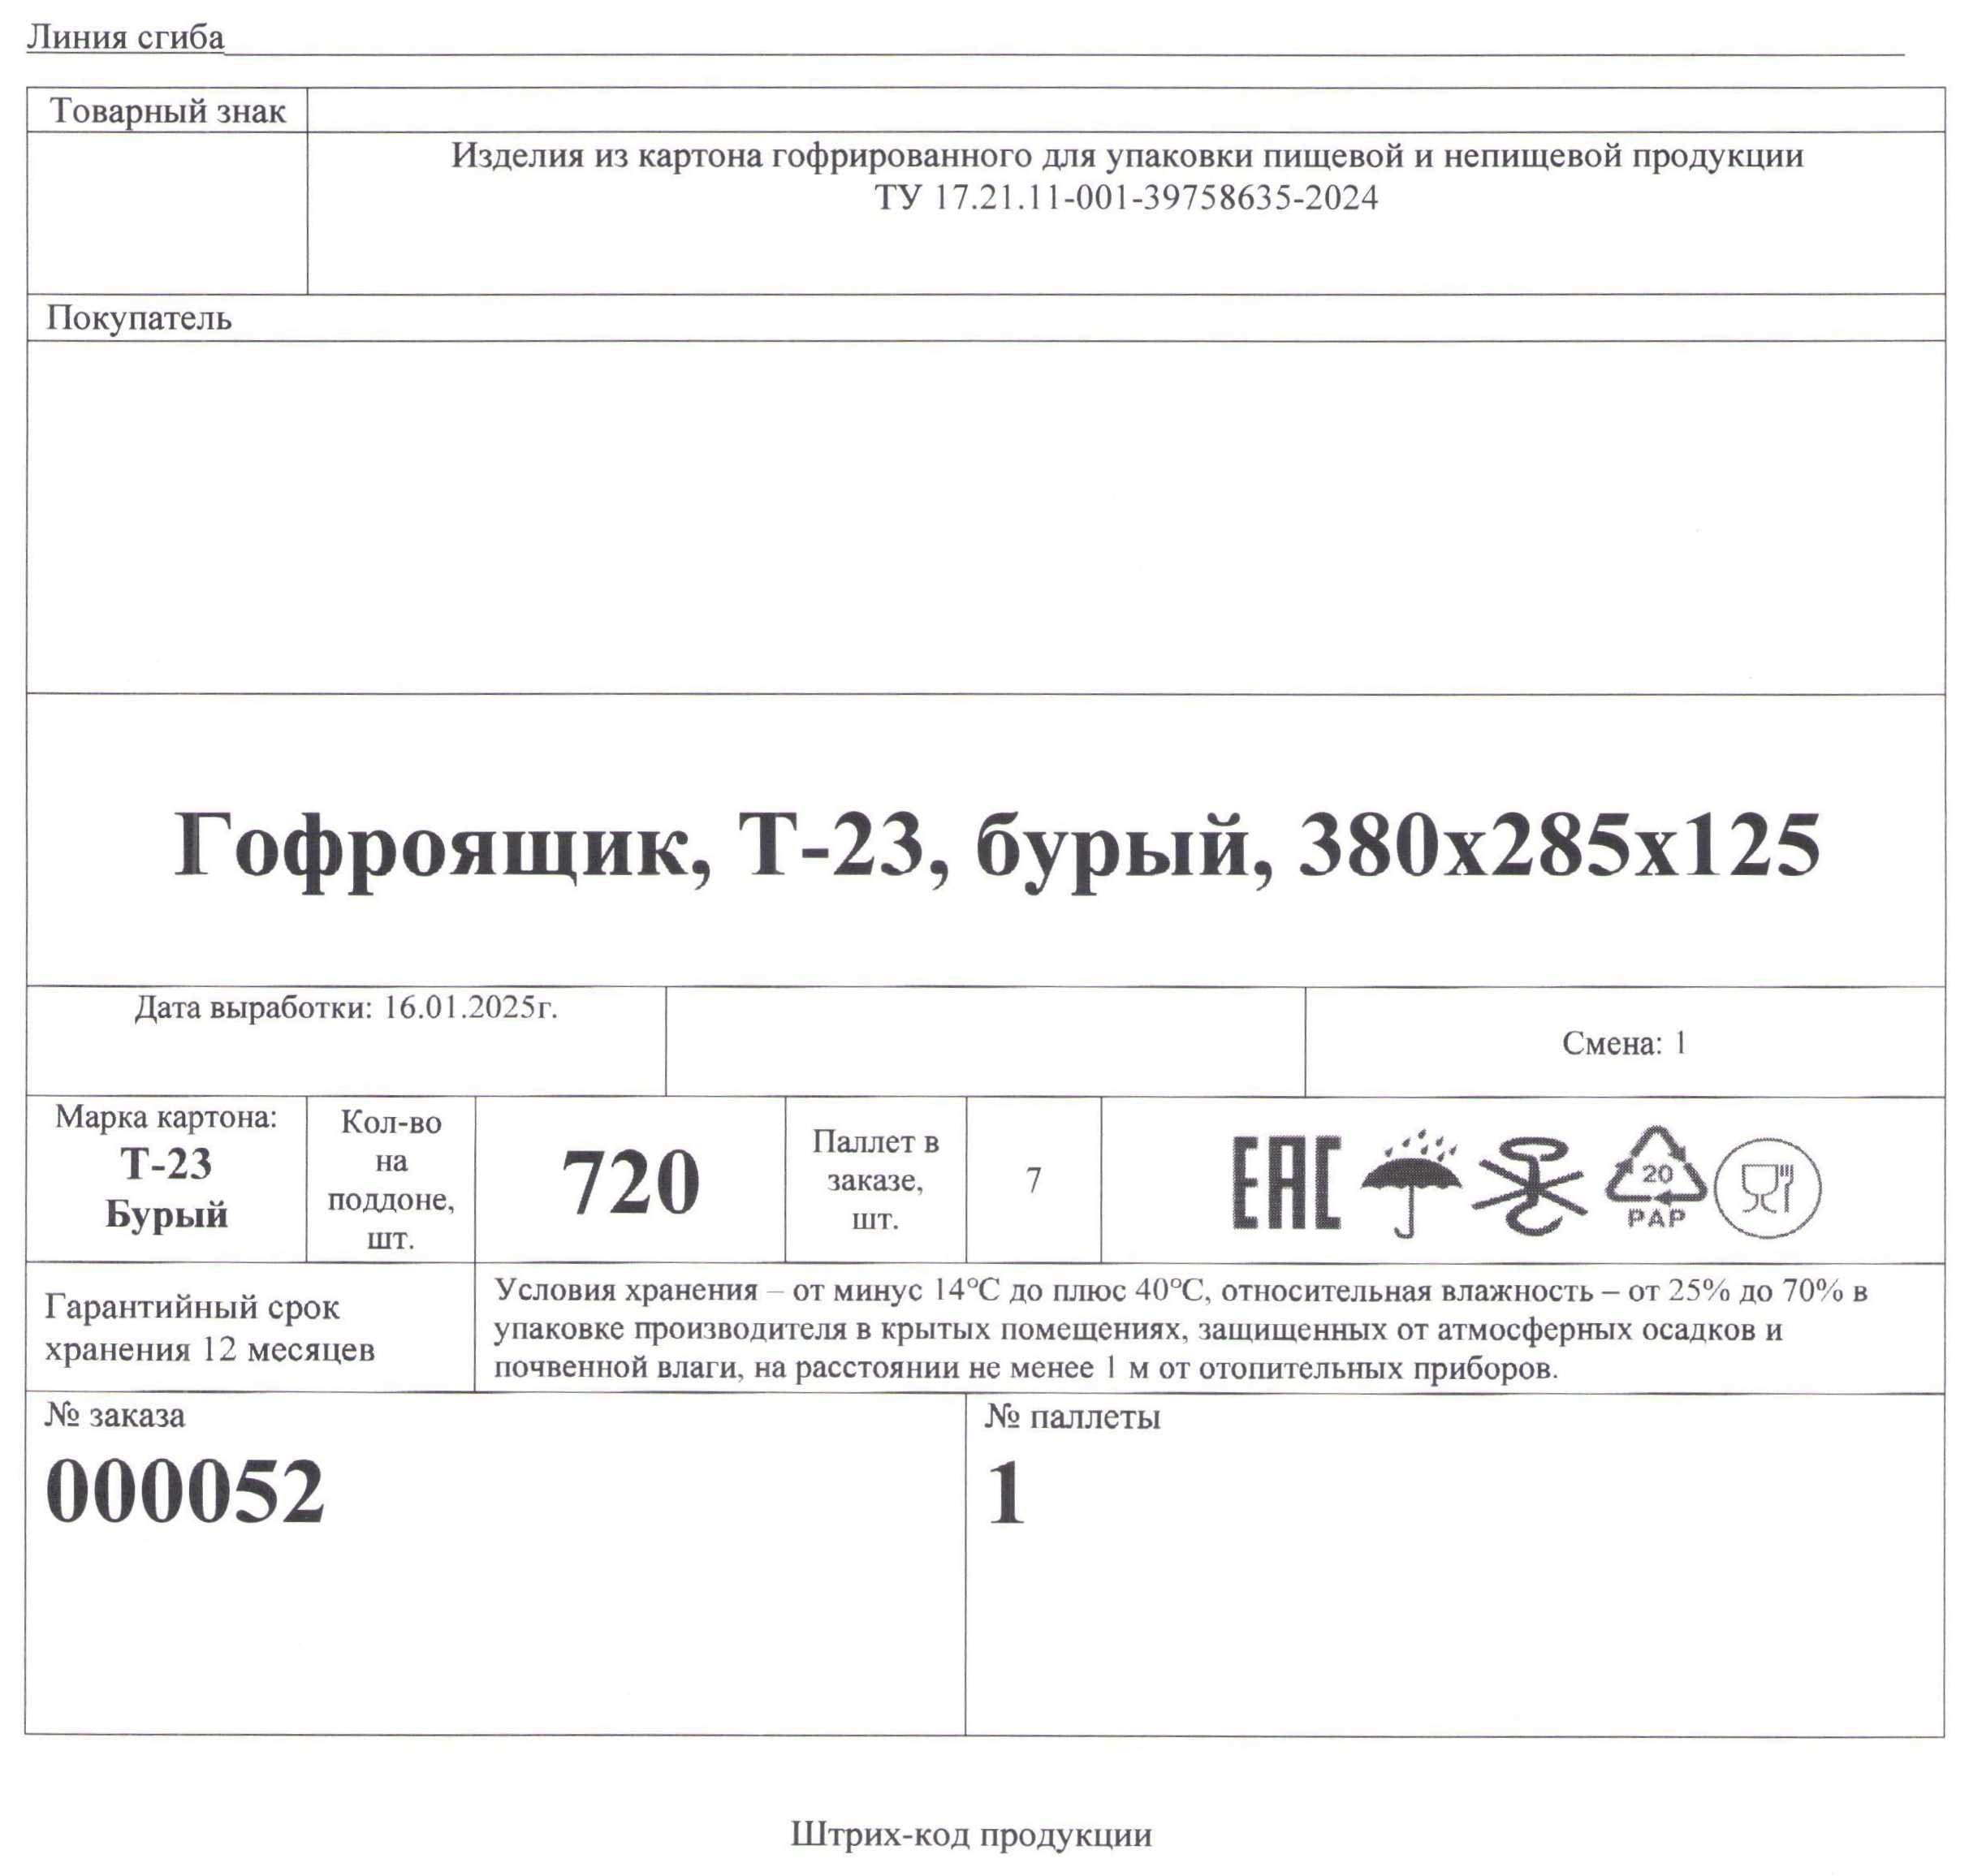 Линия сгиба
Товарный знак
Изделия из картона гофрированного для упаковки пищевой и непищевой продукции
ТУ 17.21.11-001-39758635-2024
Покупатель
Гофроящик, Т-23, бурый, 380х285х125
Дата выработки: 16.01.2025г.
Смена: 1
Марка картона:
Т-23
Бурый
Кол-во
на
поддоне,
шт.
720
Паллет в
заказе,
шт.
7
ЕАС
20
PAP
Гарантийный срок
хранения 12 месяцев
Условия хранения – от минус 14°С до плюс 40°С, относительная влажность – от 25% до 70% в
упаковке производителя в крытых помещениях, защищенных от атмосферных осадков и
почвенной влаги, на расстоянии не менее 1 м от отопительных приборов.
№ заказа
000052
№ паллеты
1
Штрих-код продукции